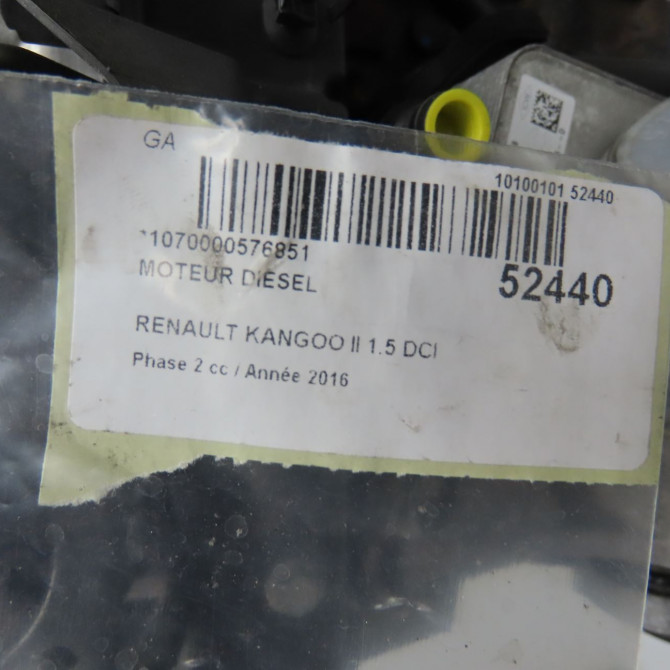 GA
10100101 52440
*1070000576851
52440
MOTEUR DIESEL
RENAULT KANGOO II 1.5 DCI
Phase 2 cc / Année 2016